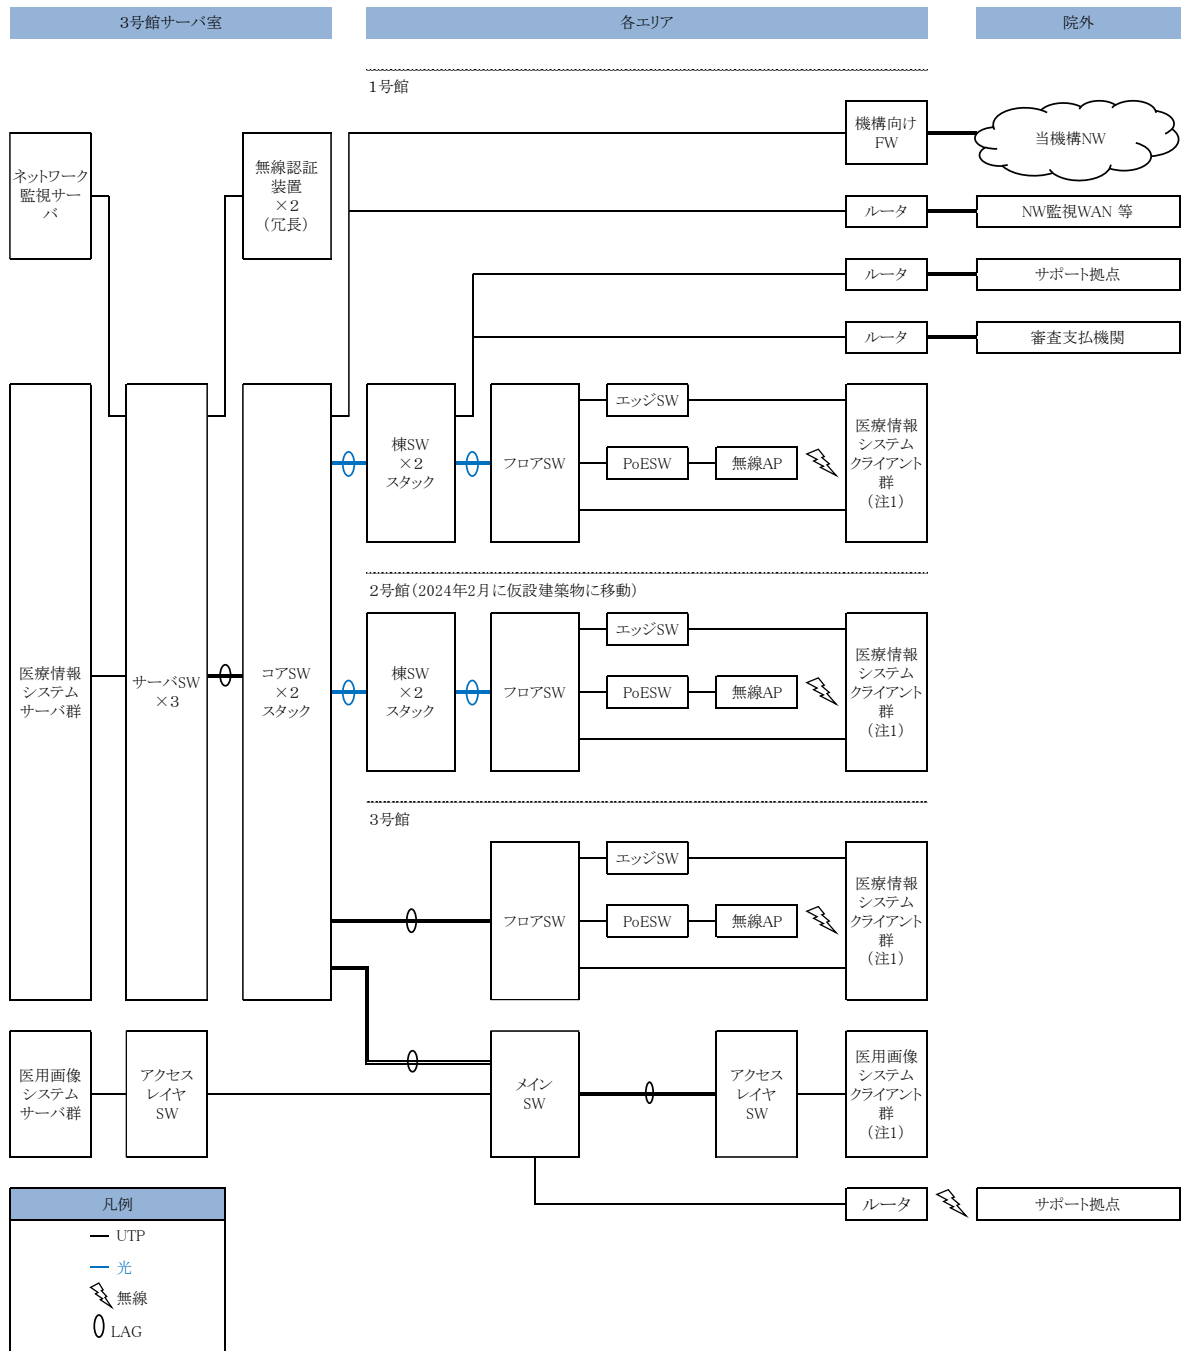 3号館サーバ室
各エリア
院外
1号館
機構向け
FW
当機構NW
ネットワーク
監視サー
バ
無線認証
装置
×2
（冗長）
ルータ
NW監視WAN 等
ルータ
サポート拠点
ルータ
審査支払機関
医療情報
システム
サーバ群
サーバSW
×3
コアSW
×2
スタック
棟SW
×2
スタック
フロアSW
エッジSW
PoESW
無線AP
医療情報
システム
クライアント
群
（注1）
2号館（2024年2月に仮設建築物に移動）
棟SW
×2
スタック
フロアSW
エッジSW
PoESW
無線AP
医療情報
システム
クライアント
群
（注1）
3号館
フロアSW
エッジSW
PoESW
無線AP
医療情報
システム
クライアント
群
（注1）
医用画像
システム
サーバ群
アクセス
レイヤ
SW
メイン
SW
アクセス
レイヤ
SW
医用画像
システム
クライアント
群
（注1）
ルータ
サポート拠点
凡例
UTP
光
無線
LAG